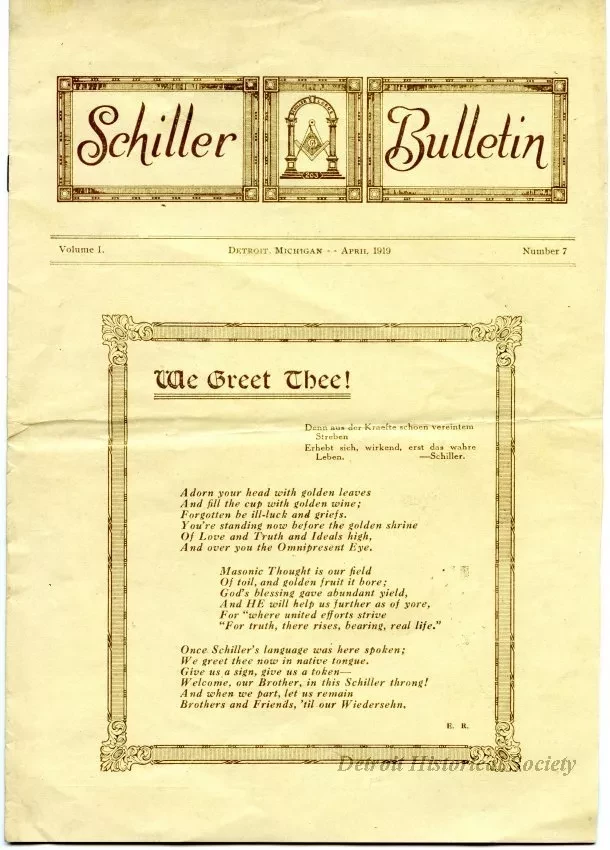 Schiller
SCHILLER LODGE
G
263
Bulletin
Volume I.
DETROIT, MICHIGAN -- APRIL 1919
Number 7
We Greet Thee!
Denn aus der Kraefte schoen vereintem
Streben
Erhebt sich, wirkend, erst das wahre
Leben. —Schiller.
Adorn your head with golden leaves
And fill the cup with golden wine;
Forgotten be ill-luck and griefs.
You're standing now before the golden shrine
Of Love and Truth and Ideals high,
And over you the Omnipresent Eye.
Masonic Thought is our field
Of toil, and golden fruit it bore;
God's blessing gave abundant yield,
And HE will help us further as of yore,
For "where united efforts strive
"For truth, there rises, bearing, real life."
Once Schiller's language was here spoken;
We greet thee now in native tongue.
Give us a sign, give us a token—
Welcome, our Brother, in this Schiller throng!
And when we part, let us remain
Brothers and Friends, 'til our Wiedersehn.
E. R.
Detroit Historical Society